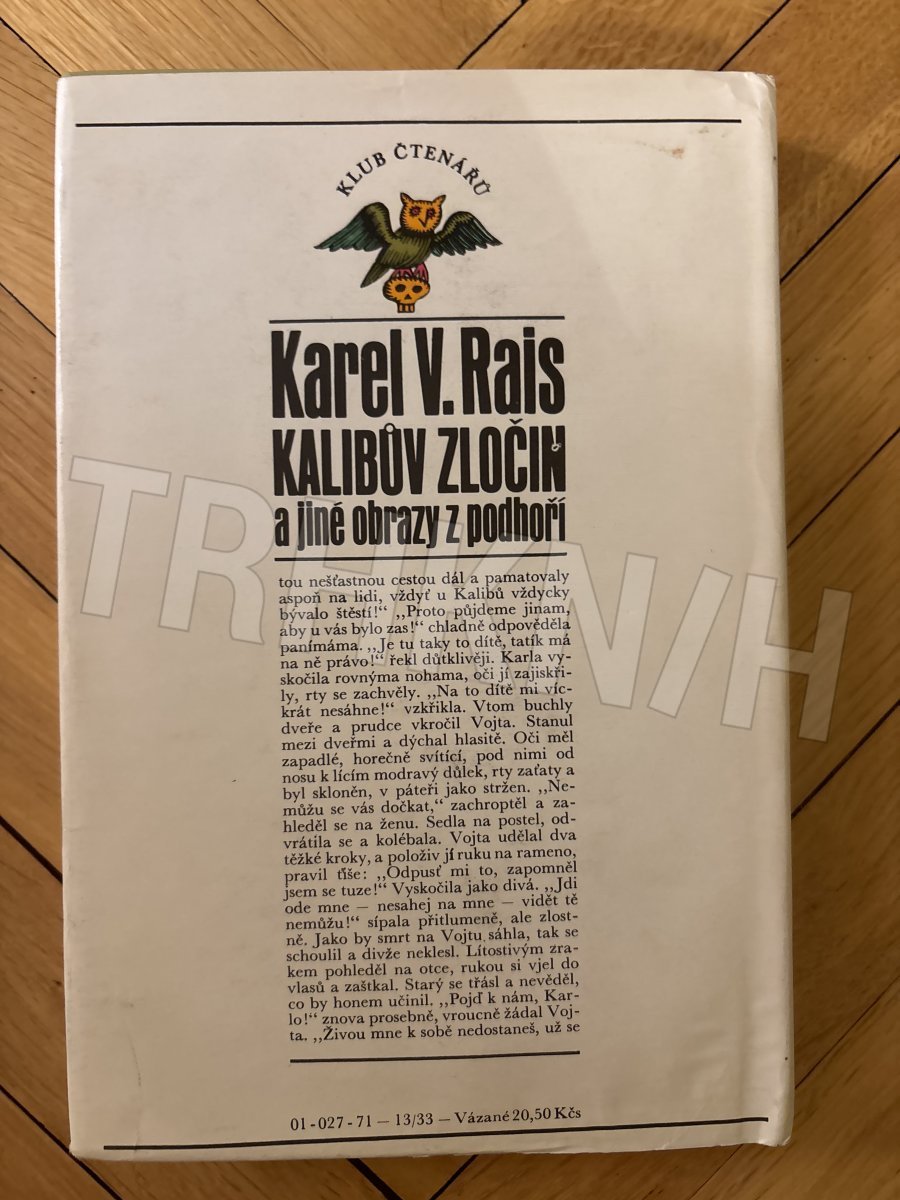 KLUB ČTENÁŘŮ
Karel V. Rais
KALIBŮV ZLOČIN
a jiné obrazy z podhoří
tou nešťastnou cestou dál a pamatovaly
aspoň na lidi, vždyť u Kalibů vždycky
bývalo štěstí!“ „Proto půjdeme jinam,
aby u vás bylo zas!“ chladně odpověděla
panímáma. „Je tu taky to dítě, tatík má
na ně právo!“ řekl důtklivěji. Karla vy-
skočila rovnýma nohama, oči jí zajiskři-
ly, rty se zachvěly. „Na to dítě mi víc-
krát nesáhne!“ vzkřikla. Vtom buchly
dveře a prudce vkročil Vojta. Stanul
mezi dveřmi a dýchal hlasitě. Oči měl
zapadlé, horečně svítící, pod nimi od
nosu k lícím modravý důlek, rty zaťaty a
byl skloněn, v páteři jako stržen. „Ne-
můžu se vás dočkat,“ zachroptěl a za-
hleděl se na ženu. Sedla na postel, od-
vrátila se a kolébala. Vojta udělal dva
těžké kroky, a položiv jí ruku na rameno,
pravil tiše: „Odpusť mi to, zapomněl
jsem se tuze!“ Vyskočila jako divá. „Jdi
ode mne — nesahej na mne — vidět tě
nemůžu!“ sípala přitlumeně, ale zlost-
ně. Jako by smrt na Vojtu sáhla, tak se
schoulil a divže neklesl. Lítostivým zra-
kem pohleděl na otce, rukou si vjel do
vlasů a zaštkal. Starý se třásl a nevěděl,
co by honem učinil. „Pojď k nám, Kar-
lo!“ znova prosebně, vroucně žádal Voj-
ta. „Živou mne k sobě nedostaneš, už se
01-027-71 — 13/33 — Vázané 20,50 Kčs
TRHKNIH